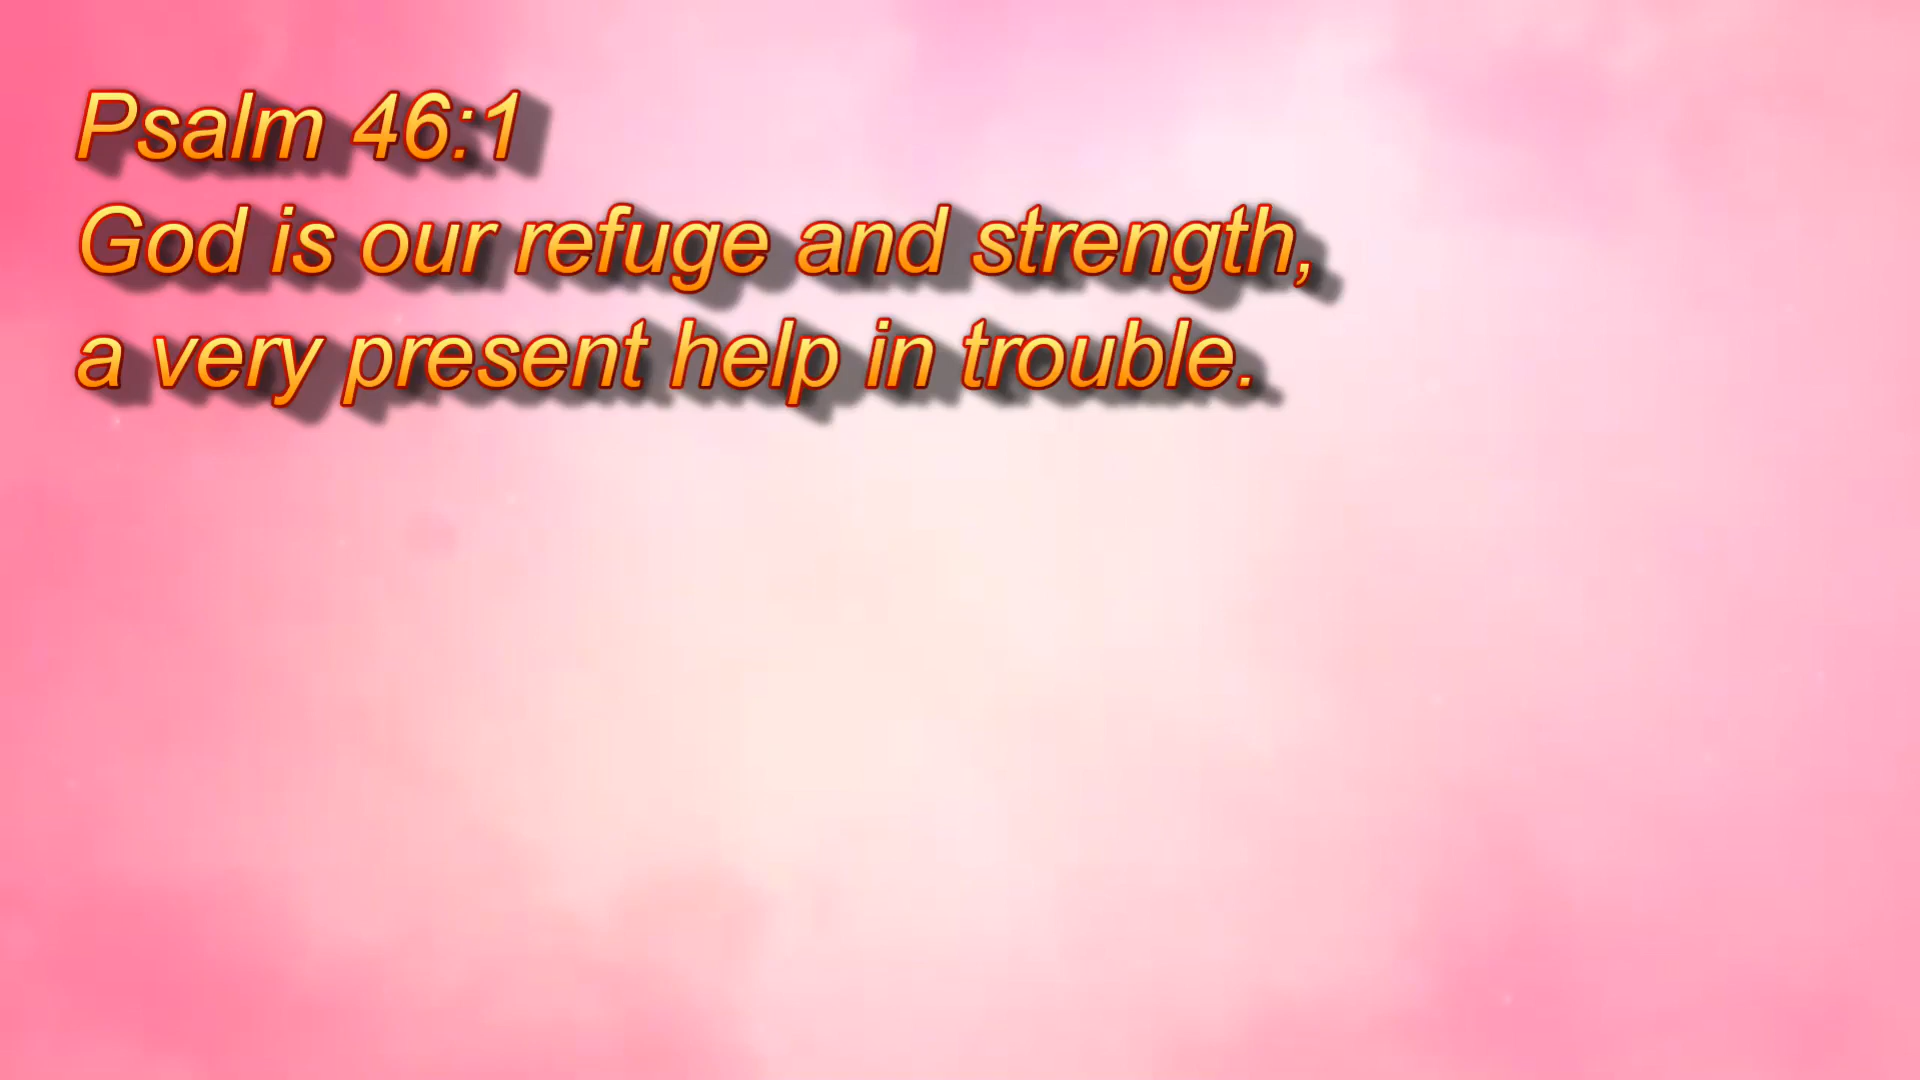 Psalm 46:1
God is our refuge and strength,
a very present help in trouble.